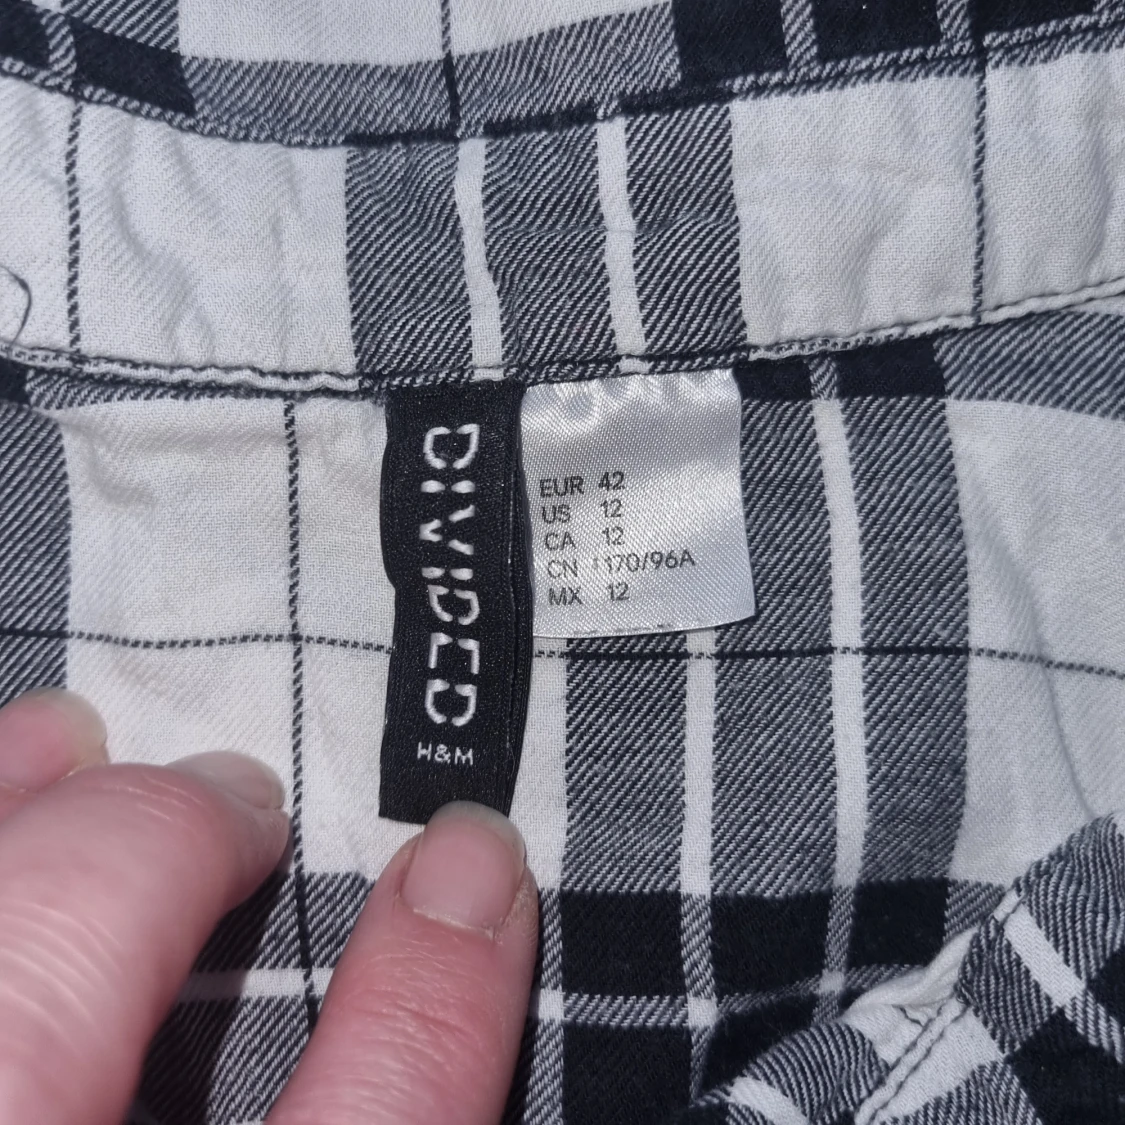 DIVIDED
H&M
EUR 42
US 12
CA 12
CN 170/96A
MX 12